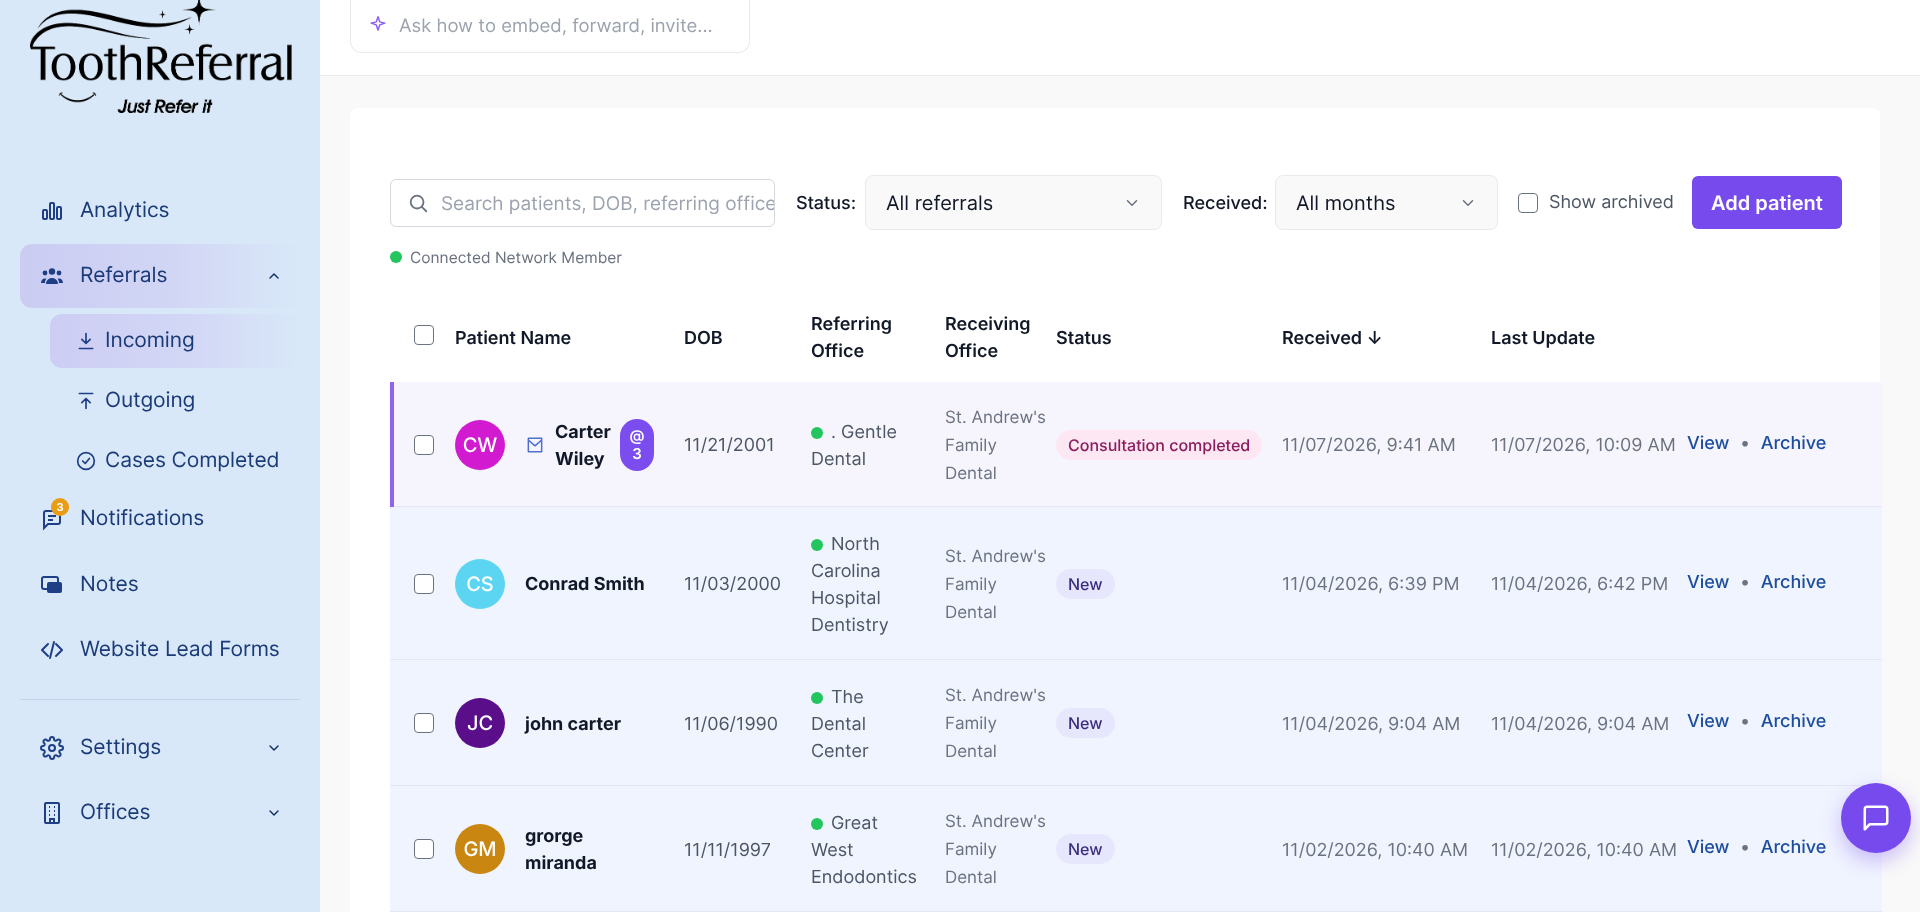 ToothReferral
Just Refer it
Analytics
Referrals
Incoming
Outgoing
Cases Completed
3
Notifications
Notes
Website Lead Forms
Settings
Offices
Ask how to embed, forward, invite...
Search patients, DOB, referring office
Status:
All referrals
Received:
All months
Show archived
Add patient
Connected Network Member
Patient Name
DOB
Referring
Office
Receiving
Office
Status
Received ↓
Last Update
CW
Carter
Wiley
@
3
11/21/2001
. Gentle
Dental
St. Andrew's
Family
Dental
Consultation completed
11/07/2026, 9:41 AM
11/07/2026, 10:09 AM
View • Archive
CS
Conrad Smith
11/03/2000
North
Carolina
Hospital
Dentistry
St. Andrew's
Family
Dental
New
11/04/2026, 6:39 PM
11/04/2026, 6:42 PM
View • Archive
JC
john carter
11/06/1990
The
Dental
Center
St. Andrew's
Family
Dental
New
11/04/2026, 9:04 AM
11/04/2026, 9:04 AM
View • Archive
GM
grorge
miranda
11/11/1997
Great
West
Endodontics
St. Andrew's
Family
Dental
New
11/02/2026, 10:40 AM
11/02/2026, 10:40 AM
View • Archive